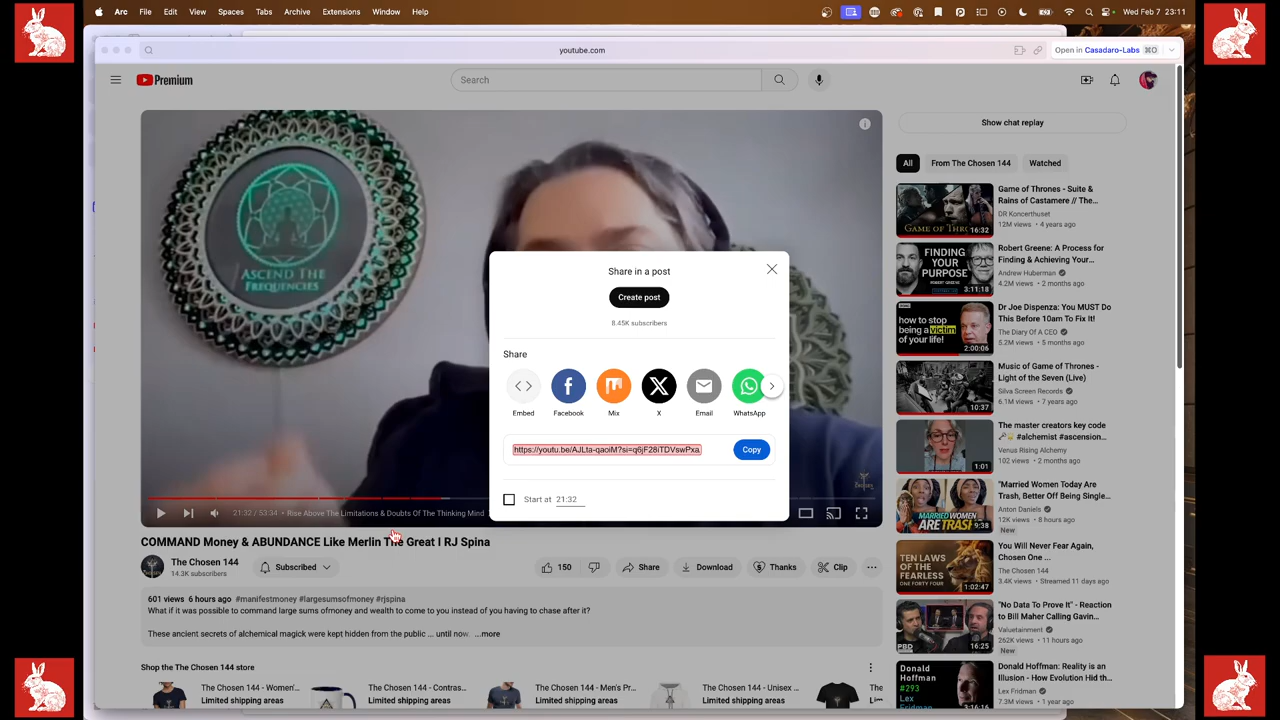 Arc File Edit View Spaces Tabs Archive Extensions Window Help
Wed Feb 7 23:11
youtube.com
Open in Casadaro-Labs ⌘O
Premium
Search
ASCEND THE
FREQUENCIES
Share in a post
Create post
8.45K subscribers
Share
Embed
Facebook
Mix
X
Email
WhatsApp
https://youtu.be/AJLta-qaoiM?si=q6jF28iTDVswPxa
Copy
Start at 21:32
21:32 / 53:34 • Rise Above The Limitations & Doubts Of The Thinking Mind
COMMAND Money & ABUNDANCE Like Merlin The Great I RJ Spina
The Chosen 144
14.3K subscribers
Subscribed
150
Share
Download
Thanks
Clip
601 views 6 hours ago #manifestmoney #largesumsofmoney #rjspina
What if it was possible to command large sums ofmoney and wealth to come to you instead of you having to chase after it?
These ancient secrets of alchemical magick were kept hidden from the public ... until now. ...more
Shop the The Chosen 144 store
The Chosen 144 - Women'...
Limited shipping areas
The Chosen 144 - Contras...
Limited shipping areas
The Chosen 144 - Men's Pr...
Limited shipping areas
The Chosen 144 - Unisex ...
Limited shipping areas
The
Limi
Show chat replay
All
From The Chosen 144
Watched
GAME OF THRO
16:32
Game of Thrones - Suite &
Rains of Castamere // The...
DR Koncerthuset
12M views • 4 years ago
FINDING
YOUR
PURPOSE
3:11:18
Robert Greene: A Process for
Finding & Achieving Your...
Andrew Huberman
4.2M views • 2 months ago
how to stop
being a victim
of your life!
2:00:06
Dr Joe Dispenza: You MUST Do
This Before 10am To Fix It!
The Diary Of A CEO
5.2M views • 5 months ago
10:37
Music of Game of Thrones -
Light of the Seven (Live)
Silva Screen Records
6.1M views • 7 years ago
1:01
The master creators key code
🗝️👑 #alchemist #ascension...
Venus Rising Alchemy
102 views • 2 months ago
MARRIED WOMEN
ARE TRASH
9:38
"Married Women Today Are
Trash, Better Off Being Single...
Anton Daniels
12K views • 8 hours ago
New
TEN LAWS
OF THE
FEARLESS
ONE FORTY FOUR
1:02:47
You Will Never Fear Again,
Chosen One ...
The Chosen 144
3.4K views • Streamed 11 days ago
PBD
16:25
"No Data To Prove It" - Reaction
to Bill Maher Calling Gavin...
Valuetainment
262K views • 11 hours ago
New
Donald
Hoffman
#293
Lex
Fridman
3:16:16
Donald Hoffman: Reality is an
Illusion - How Evolution Hid th...
Lex Fridman
7.3M views • 1 year ago